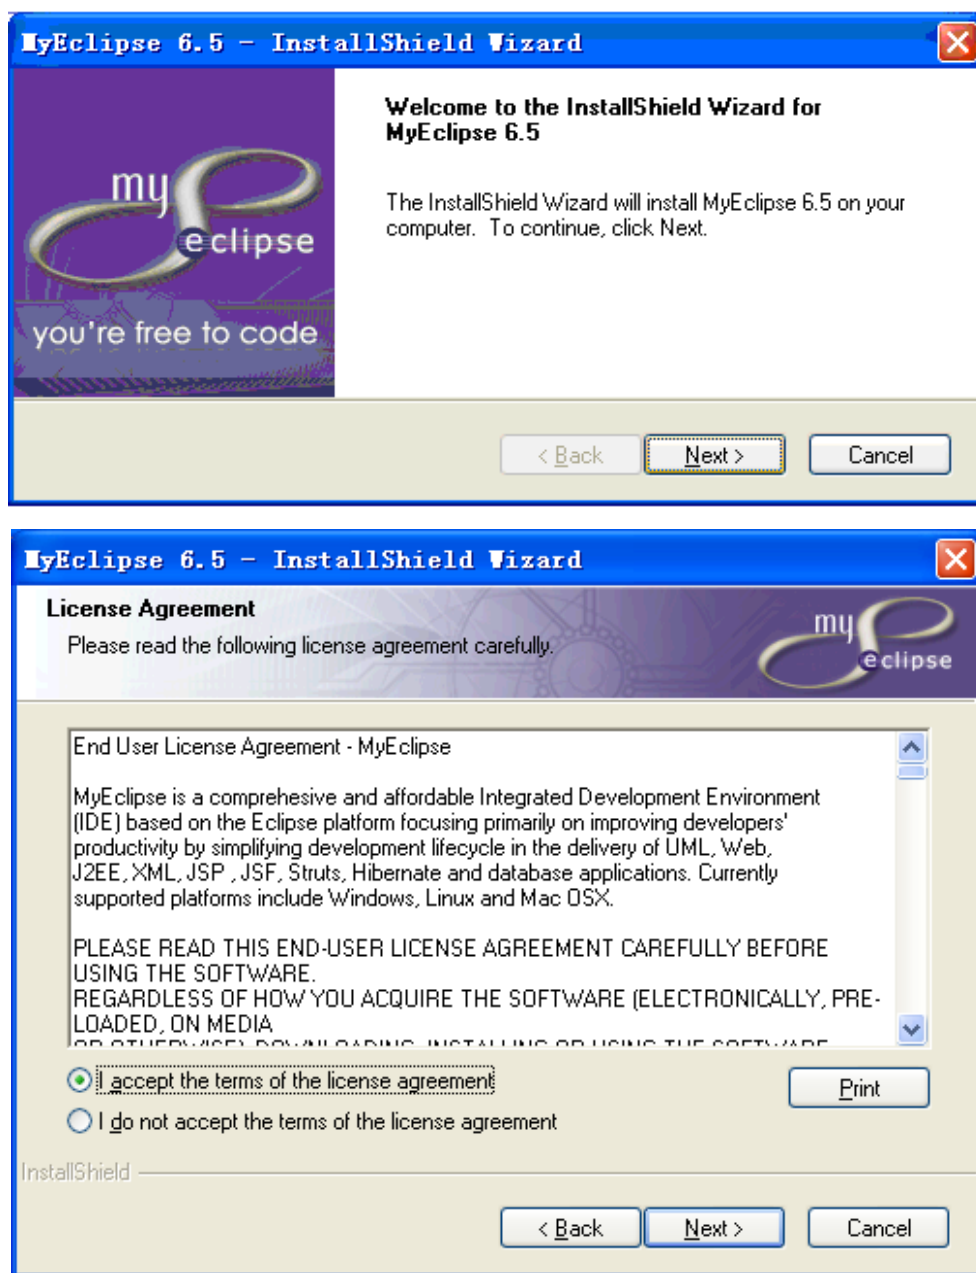 MyEclipse 6.5 - InstallShield Wizard
Welcome to the InstallShield Wizard for
MyEclipse 6.5
The InstallShield Wizard will install MyEclipse 6.5 on your
computer. To continue, click Next.
my
eclipse
you're free to code
< Back
Next >
Cancel
MyEclipse 6.5 - InstallShield Wizard
License Agreement
Please read the following license agreement carefully.
my
eclipse
End User License Agreement - MyEclipse
MyEclipse is a comprehesive and affordable Integrated Development Environment
(IDE) based on the Eclipse platform focusing primarily on improving developers'
productivity by simplifying development lifecycle in the delivery of UML, Web,
J2EE, XML, JSP , JSF, Struts, Hibernate and database applications. Currently
supported platforms include Windows, Linux and Mac OSX.
PLEASE READ THIS END-USER LICENSE AGREEMENT CAREFULLY BEFORE
USING THE SOFTWARE.
REGARDLESS OF HOW YOU ACQUIRE THE SOFTWARE (ELECTRONICALLY, PRE-
LOADED, ON MEDIA
OR OTHERWISE), DOWNLOADING, INSTALLING OR USING THE SOFTWARE
I accept the terms of the license agreement
Print
I do not accept the terms of the license agreement
InstallShield
< Back
Next >
Cancel